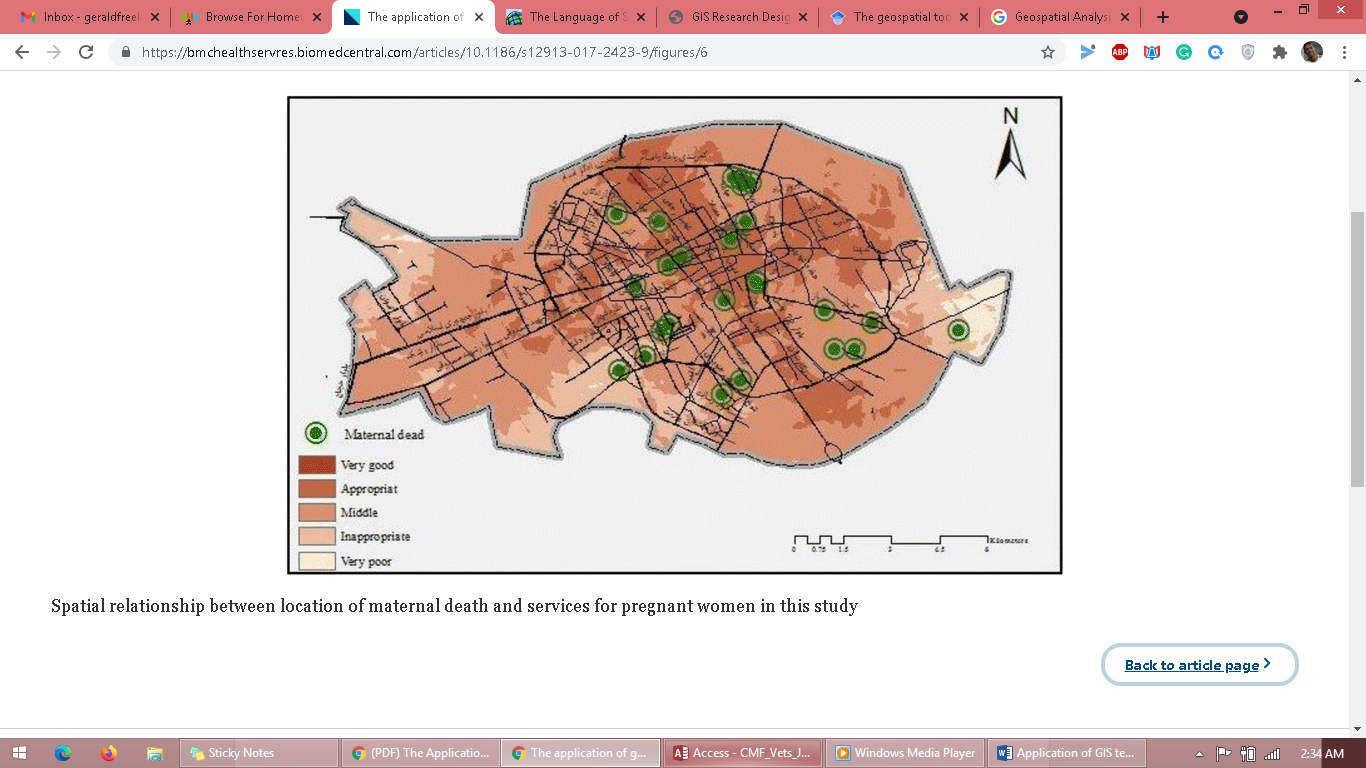 Inbox - geraldfreel
Browse For Homew
The application of
The Language of S
GIS Research Desig
The geospatial tool
Geospatial Analysi
https://bmchealthservres.biomedcentral.com/articles/10.1186/s12913-017-2423-9/figures/6
ABP
N
Maternal dead
Very good
Appropriat
Middle
Inappropriate
Very poor
0 0.75 1.5 3 4.5 6 Kilometers
Spatial relationship between location of maternal death and services for pregnant women in this study
Back to article page
Sticky Notes
(PDF) The Applicatio...
The application of g...
Access - CMF_Vets_J...
Windows Media Player
Application of GIS te...
2:34 AM